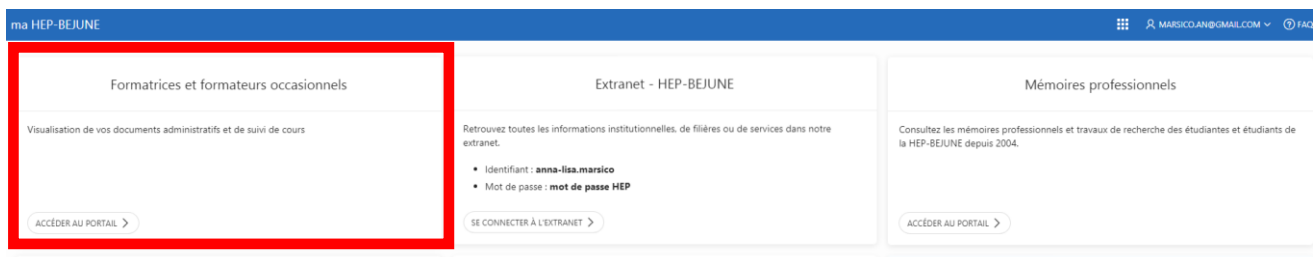 ma HEP-BEJUNE
MARSICO.AN@GMAIL.COM
FAQ
Formatrices et formateurs occasionnels
Visualisation de vos documents administratifs et de suivi de cours
ACCÉDER AU PORTAIL
Extranet - HEP-BEJUNE
Retrouvez toutes les informations institutionnelles, de filières ou de services dans notre
extranet.
• Identifiant : anna-lisa.marsico
• Mot de passe : mot de passe HEP
SE CONNECTER À L'EXTRANET
Mémoires professionnels
Consultez les mémoires professionnels et travaux de recherche des étudiantes et étudiants de
la HEP-BEJUNE depuis 2004.
ACCÉDER AU PORTAIL